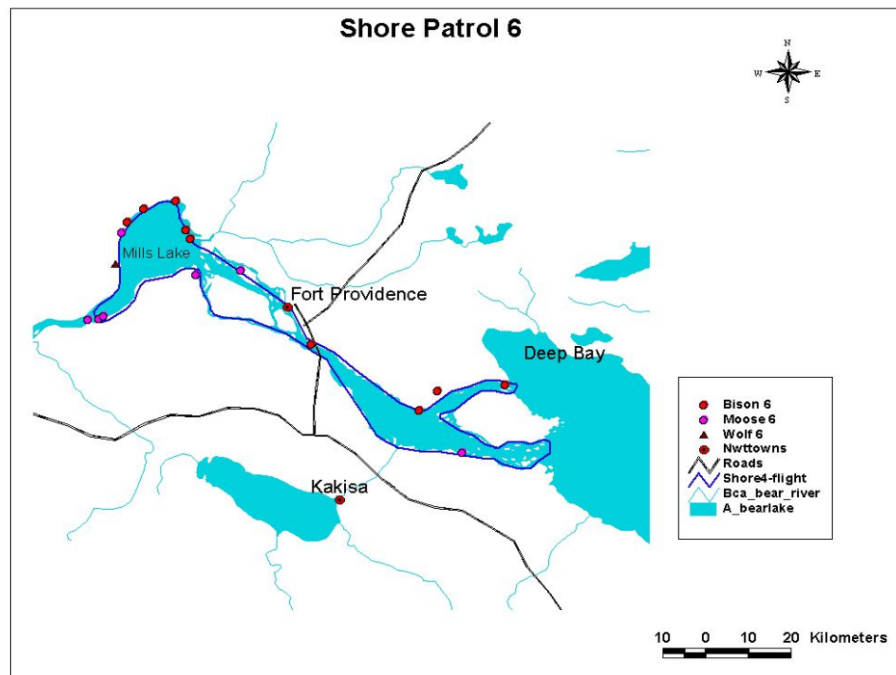 Shore Patrol 6
N
W E
S
Mills Lake
Fort Providence
Deep Bay
Kakisa
Bison 6
Moose 6
Wolf 6
Nwttowns
Roads
Shore4-flight
Bca_bear_river
A_bearlake
10 0 10 20 Kilometers